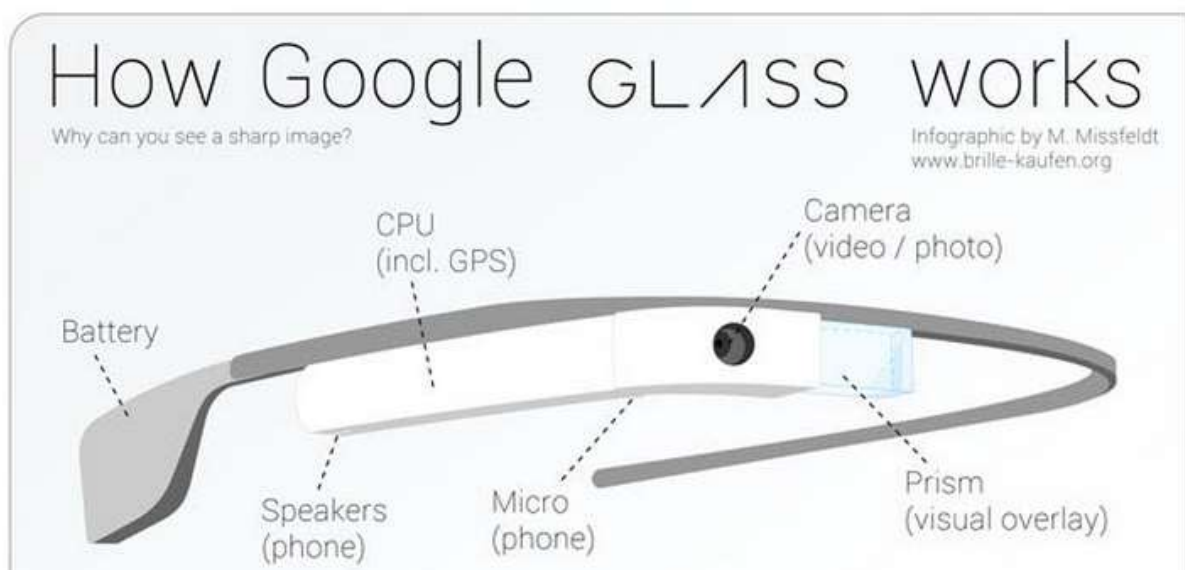 How Google GLASS works
Why can you see a sharp image?
Infographic by M. Missfeldt
www.brille-kaufen.org
Camera
(video / photo)
CPU
(incl. GPS)
Battery
Speakers
(phone)
Micro
(phone)
Prism
(visual overlay)